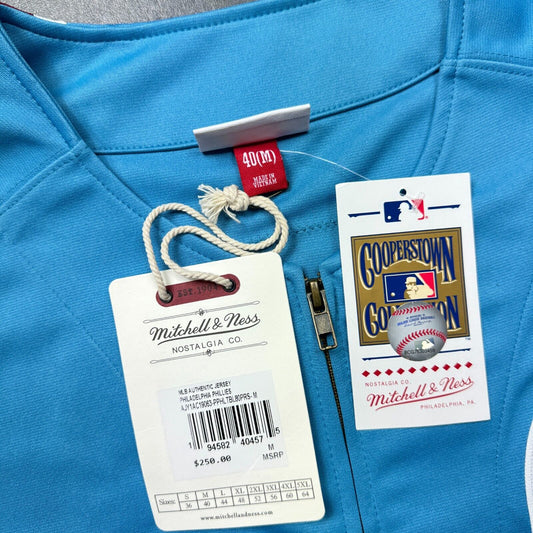 40(M)
MADE IN
VIETNAM
EST. 1904
Mitchell & Ness
NOSTALGIA CO.
MLB AUTHENTIC JERSEY
PHILADELPHIA PHILLIES
1 94582 40457 5
M
$250.00
MSRP
Sizes:
S M L XL 2XL 3XL 4XL 5XL
36 40 44 48 52 56 60 64
www.mitchellandness.com
COOPERSTOWN
COLLECTION
NOSTALGIA CO.
Mitchell & Ness
PHILADELPHIA, PA.